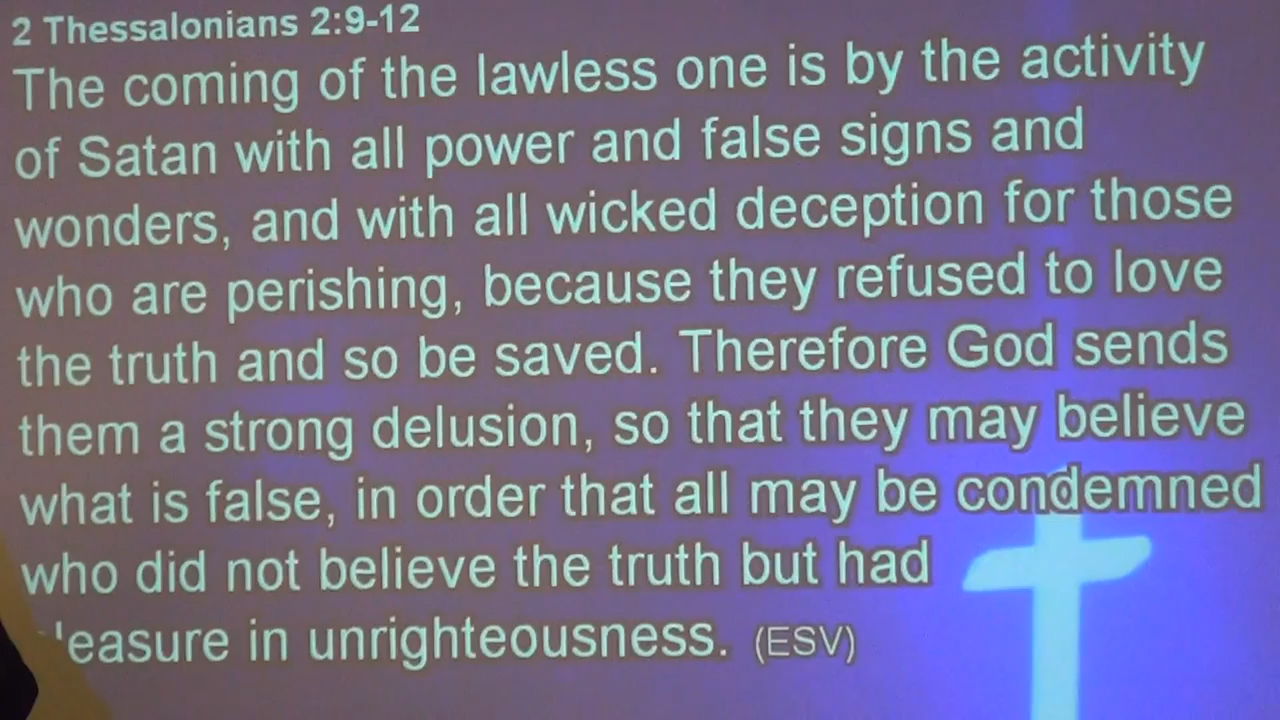 2 Thessalonians 2:9-12
The coming of the lawless one is by the activity
of Satan with all power and false signs and
wonders, and with all wicked deception for those
who are perishing, because they refused to love
the truth and so be saved. Therefore God sends
them a strong delusion, so that they may believe
what is false, in order that all may be condemned
who did not believe the truth but had
in unrighteousness. (ESV)